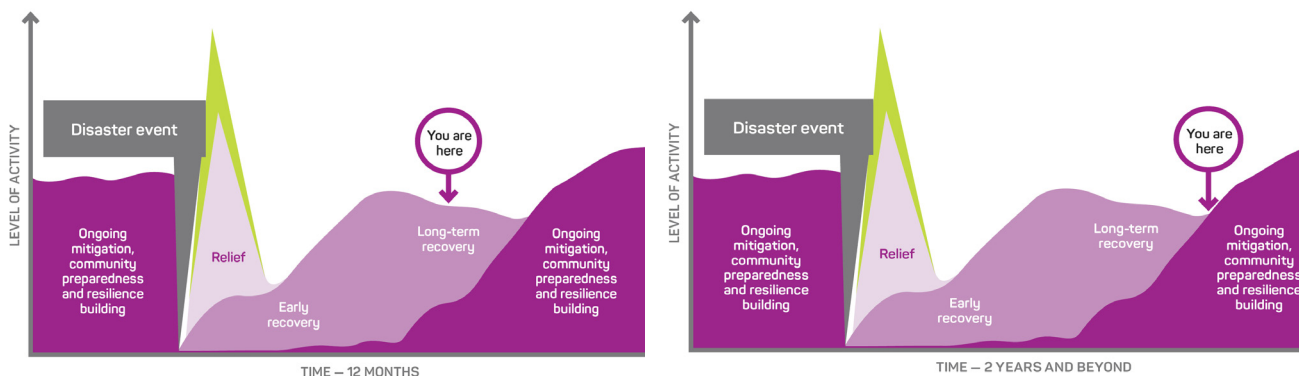 LEVEL OF ACTIVITY
Disaster event
You are
here
Ongoing
mitigation,
community
preparedness
and resilience
building
Relief
Early
recovery
Long-term
recovery
Ongoing
mitigation,
community
preparedness
and resilience
building
TIME – 12 MONTHS
LEVEL OF ACTIVITY
Disaster event
You are
here
Ongoing
mitigation,
community
preparedness
and resilience
building
Relief
Early
recovery
Long-term
recovery
Ongoing
mitigation,
community
preparedness
and resilience
building
TIME – 2 YEARS AND BEYOND